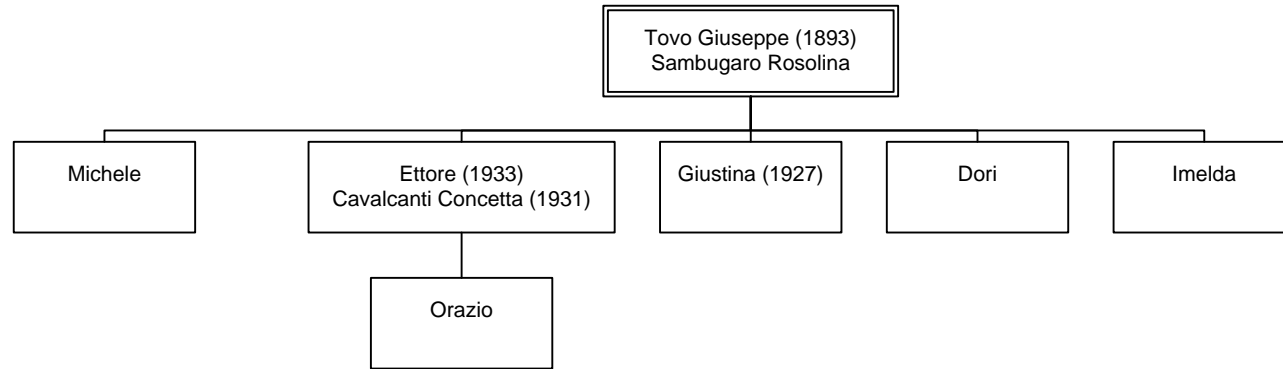 Tovo Giuseppe (1893)
Sambugaro Rosolina
Michele
Ettore (1933)
Cavalcanti Concetta (1931)
Giustina (1927)
Dori
Imelda
Orazio